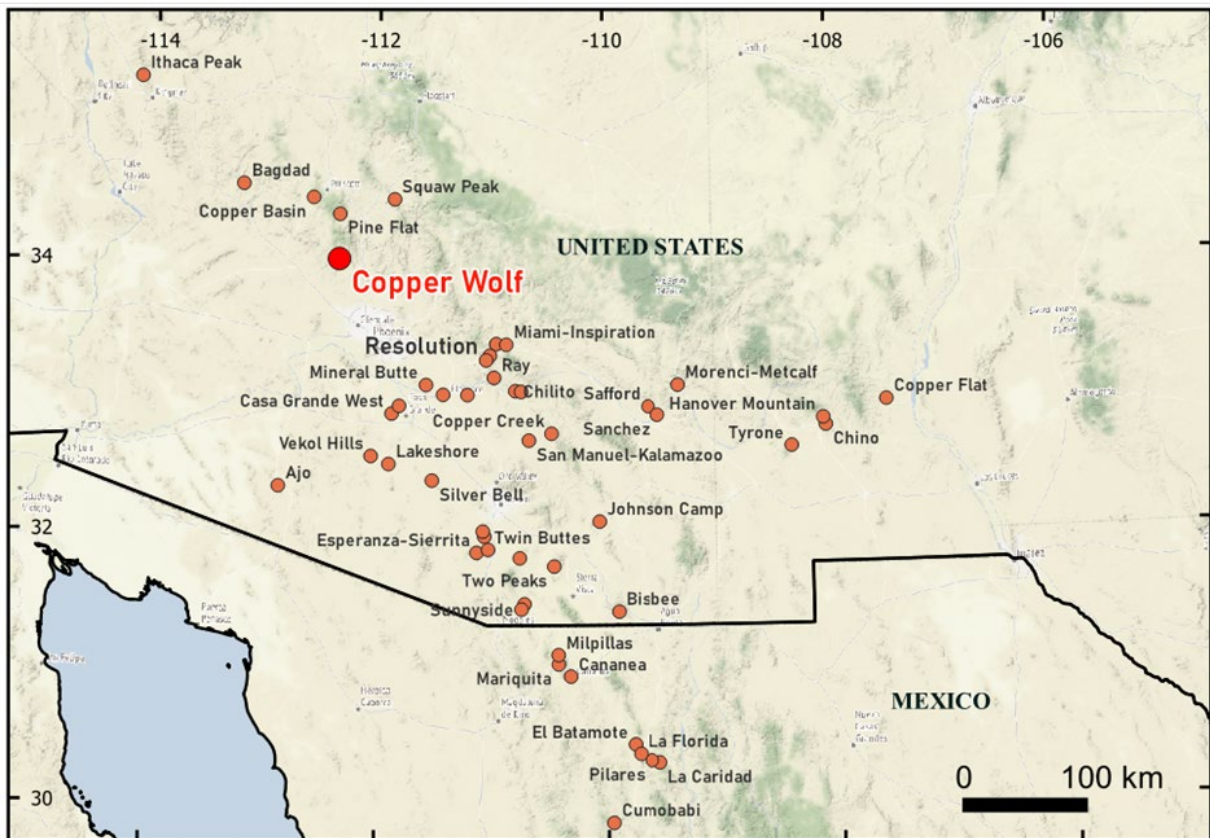 -114
-112
-110
-108
-106
Ithaca Peak
Bagdad
Squaw Peak
Copper Basin
Pine Flat
UNITED STATES
34
Copper Wolf
Miami-Inspiration
Resolution
Ray
Mineral Butte
Morenci-Metcalf
Chilito
Safford
Copper Flat
Casa Grande West
Hanover Mountain
Copper Creek
Sanchez
Tyrone
Chino
Vekol Hills
Lakeshore
San Manuel-Kalamazoo
Ajo
Silver Bell
Johnson Camp
32
Esperanza-Sierrita
Twin Buttes
Two Peaks
Sunnyside
Bisbee
Milpillas
Cananea
Mariquita
MEXICO
El Batamote
La Florida
Pilares
La Caridad
0 100 km
30
Cumobabi